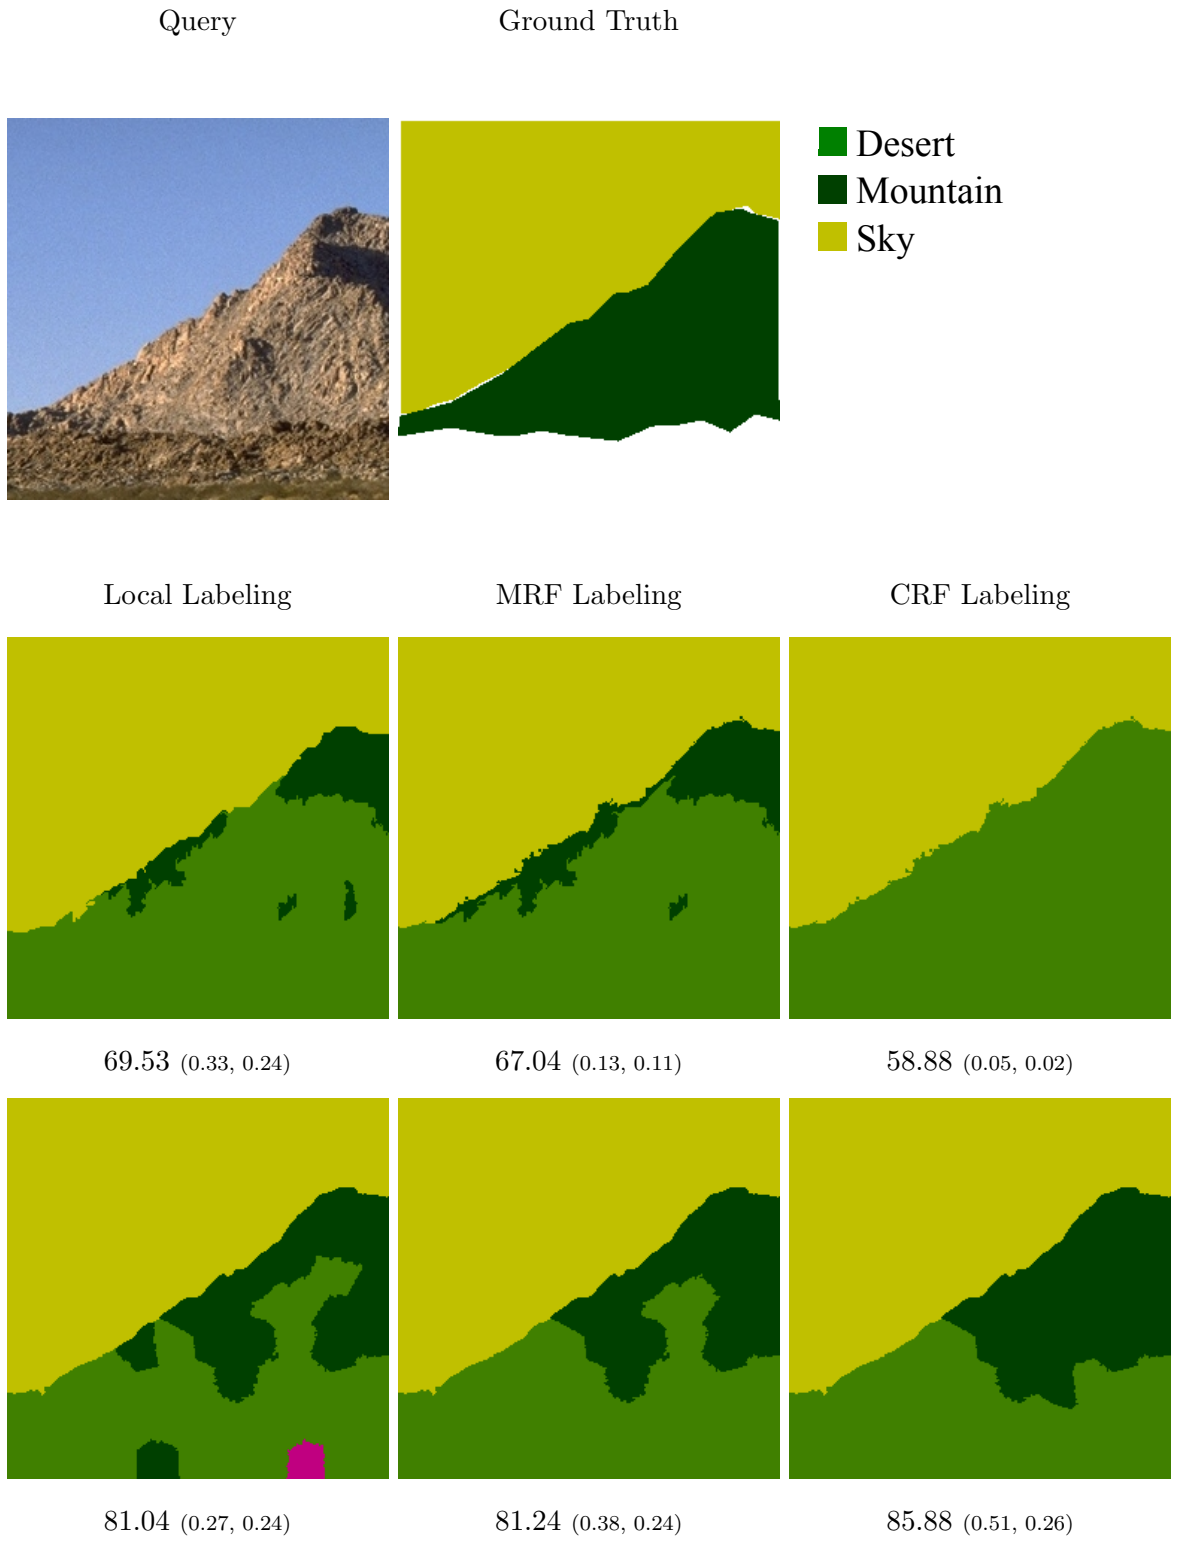 Query
Ground Truth
Desert
Mountain
Sky
Local Labeling
MRF Labeling
CRF Labeling
69.53 (0.33, 0.24)
67.04 (0.13, 0.11)
58.88 (0.05, 0.02)
81.04 (0.27, 0.24)
81.24 (0.38, 0.24)
85.88 (0.51, 0.26)